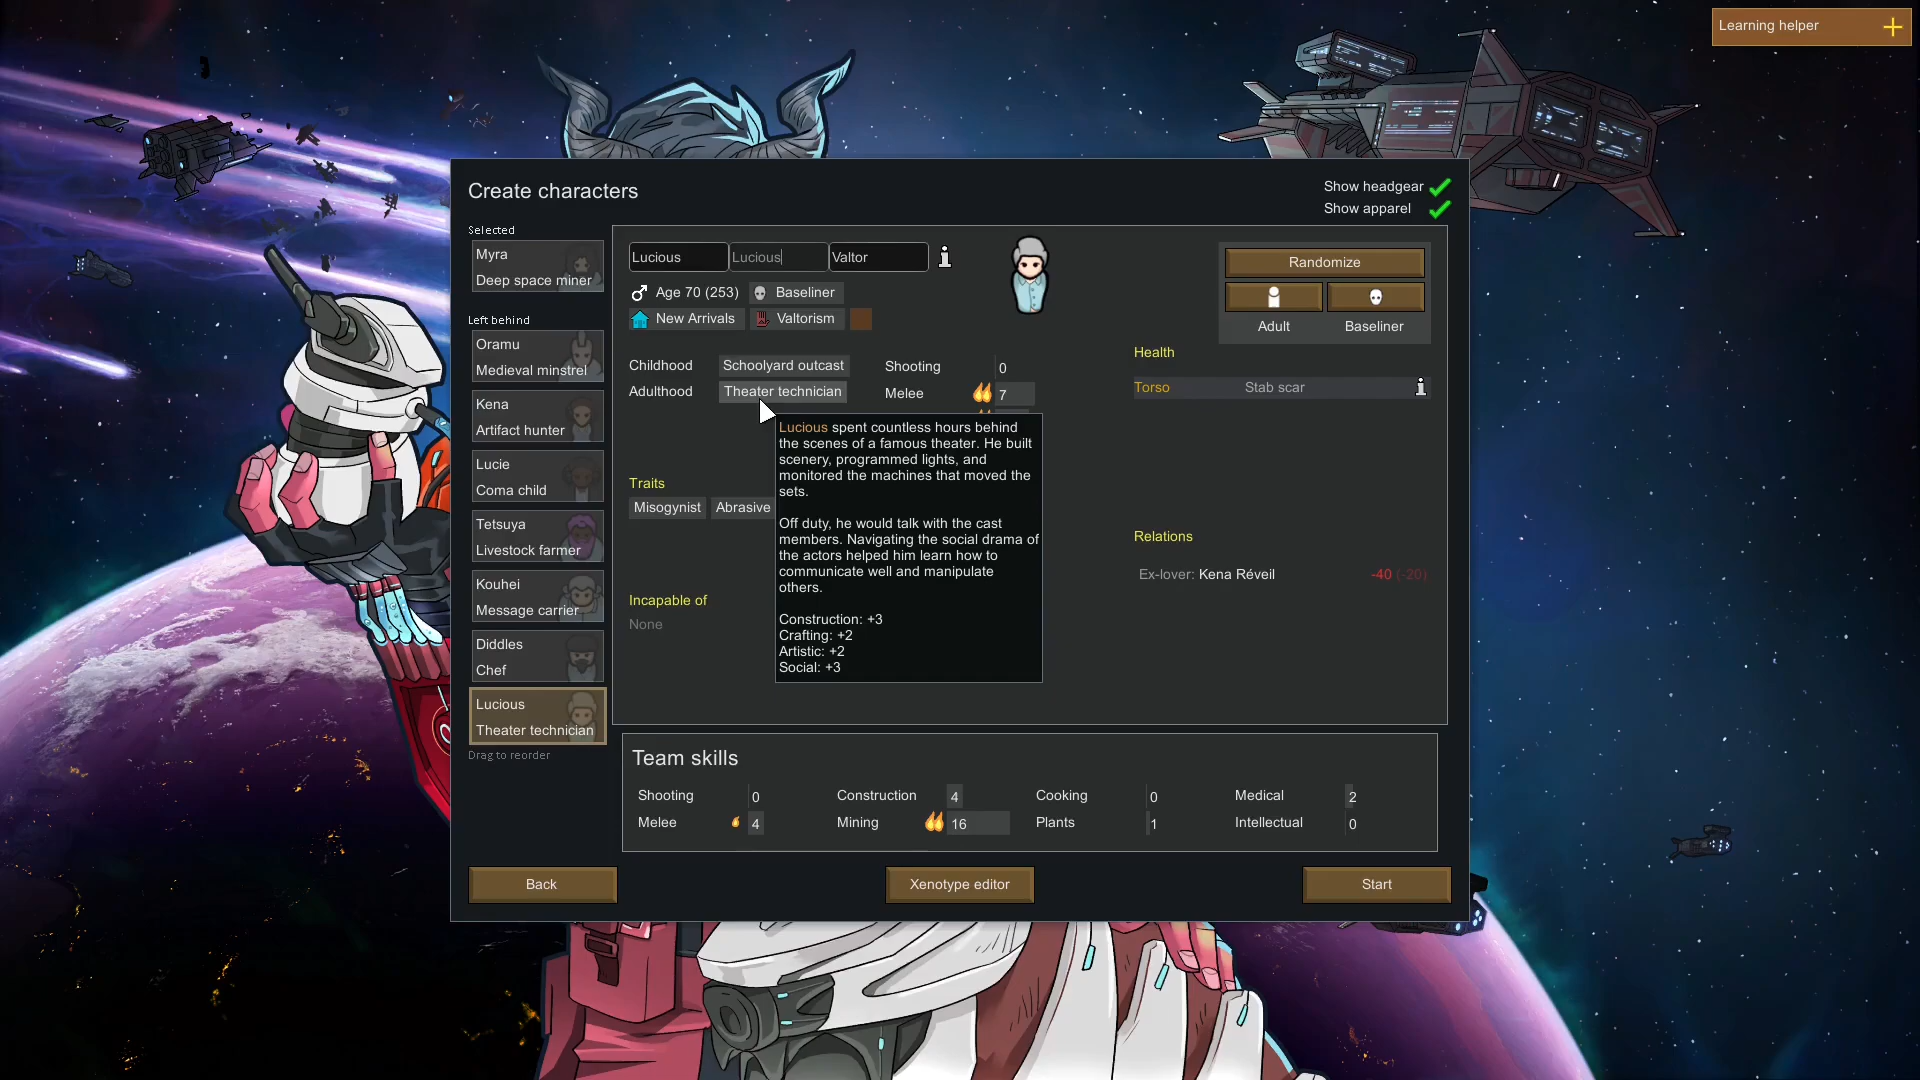 Learning helper
Create characters
Show headgear
Show apparel
Selected
Myra
Deep space miner
Left behind
Oramu
Medieval minstrel
Kena
Artifact hunter
Lucie
Coma child
Tetsuya
Livestock farmer
Kouhei
Message carrier
Diddles
Chef
Lucious
Theater technician
Drag to reorder
Lucious Lucious Valtor
Age 70 (253) Baseliner
New Arrivals Valtorism
Childhood Schoolyard outcast
Adulthood Theater technician
Shooting 0
Melee 7
Traits
Misogynist Abrasive
Incapable of
None
Lucious spent countless hours behind
the scenes of a famous theater. He built
scenery, programmed lights, and
monitored the machines that moved the
sets.
Off duty, he would talk with the cast
members. Navigating the social drama of
the actors helped him learn how to
communicate well and manipulate
others.
Construction: +3
Crafting: +2
Artistic: +2
Social: +3
Randomize
Adult Baseliner
Health
Torso Stab scar
Relations
Ex-lover: Kena Réveil -40 (-20)
Team skills
Shooting 0 Construction 4 Cooking 0 Medical 2
Melee 4 Mining 16 Plants 1 Intellectual 0
Back Xenotype editor Start